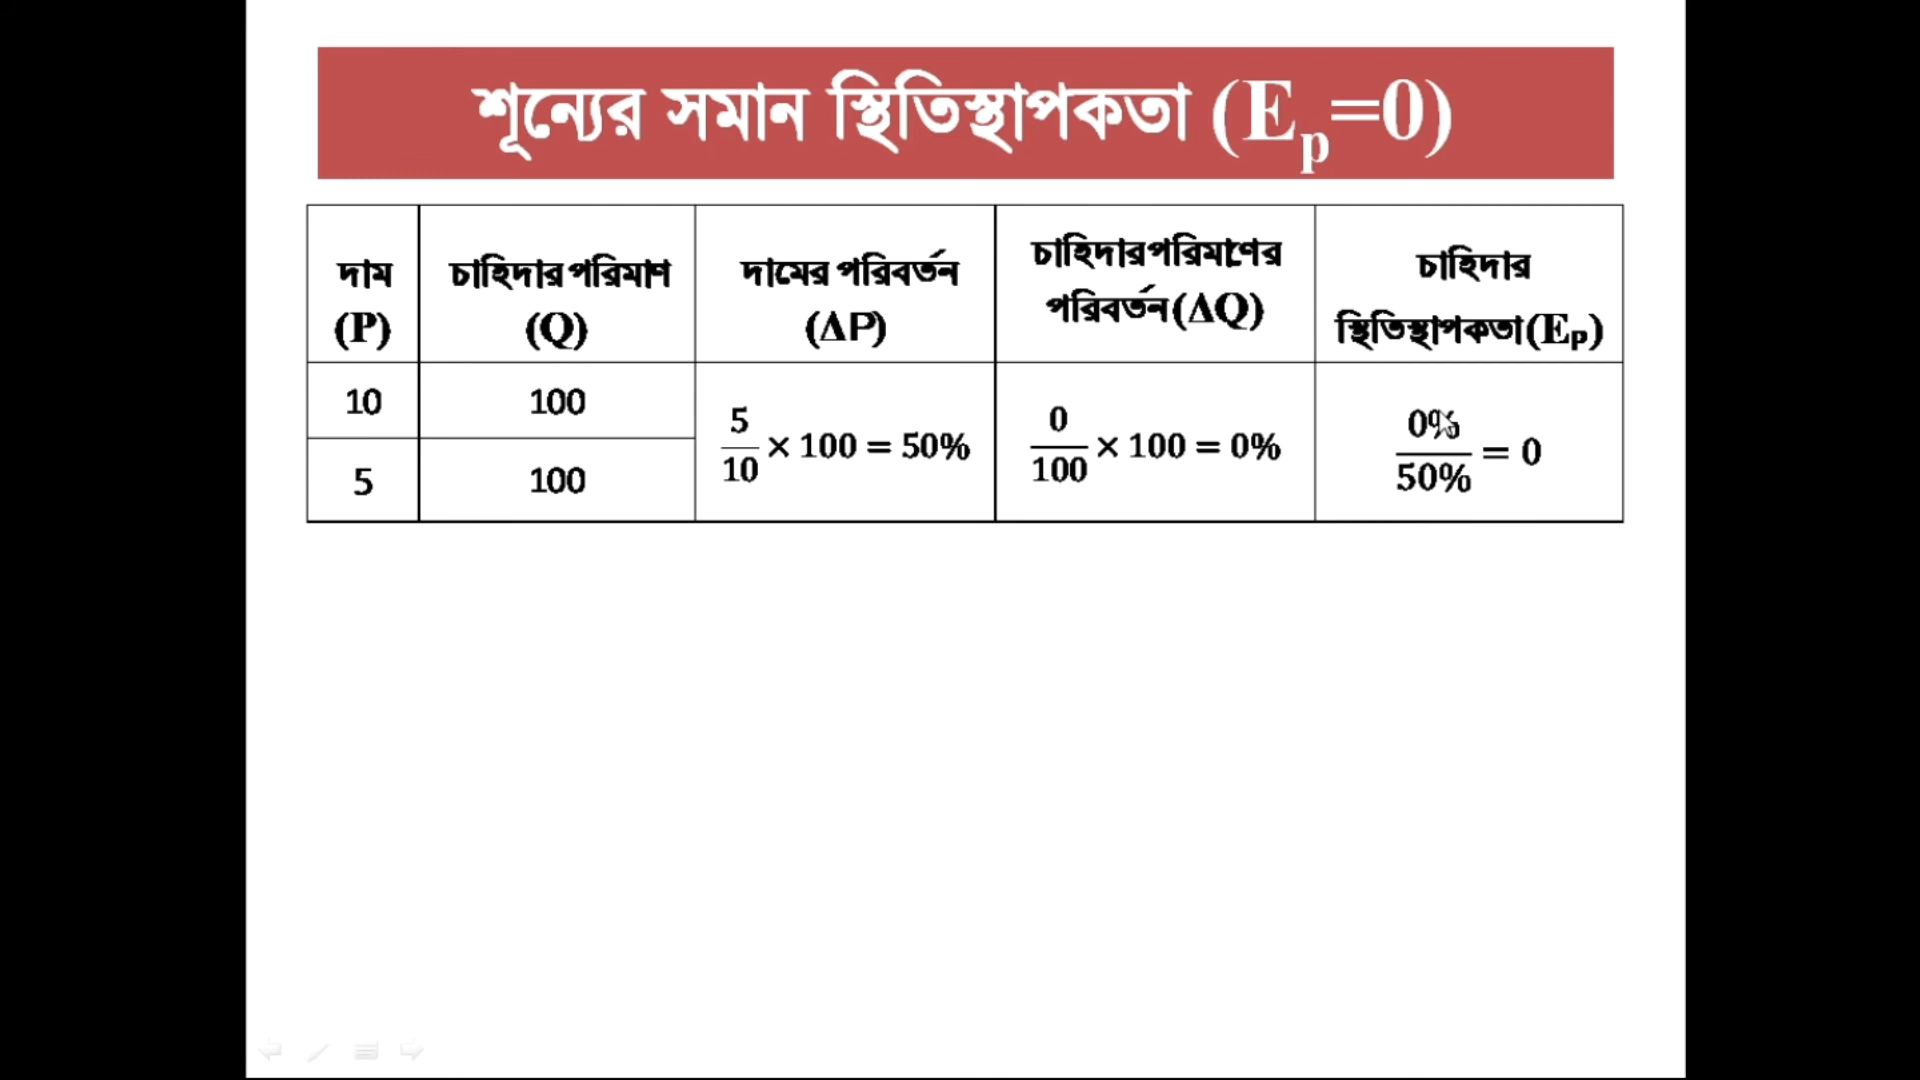 শূন্যের সমান স্থিতিস্থাপকতা (Eₚ=0)
দাম (P)
চাহিদার পরিমাণ (Q)
দামের পরিবর্তন (ΔP)
চাহিদার পরিমাণের পরিবর্তন (ΔQ)
চাহিদার স্থিতিস্থাপকতা (Eₚ)
10
100
5/10 × 100 = 50%
0/100 × 100 = 0%
0%/50% = 0
5
100